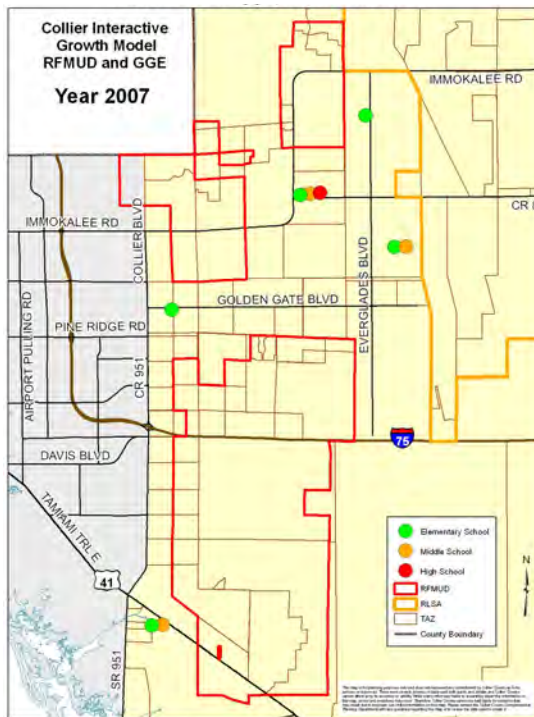 Collier Interactive
Growth Model
RFMUD and GGE
Year 2007
IMMOKALEE RD
CR
IMMOKALEE RD
COLLIER BLVD
EVERGLADES BLVD
GOLDEN GATE BLVD
AIRPORT PULLING RD
PINE RIDGE RD
CR 951
75
DAVIS BLVD
TAMIAMI TRL E
41
SR 951
Elementary School
Middle School
High School
RFMUD
RLSA
TAZ
County Boundary
N